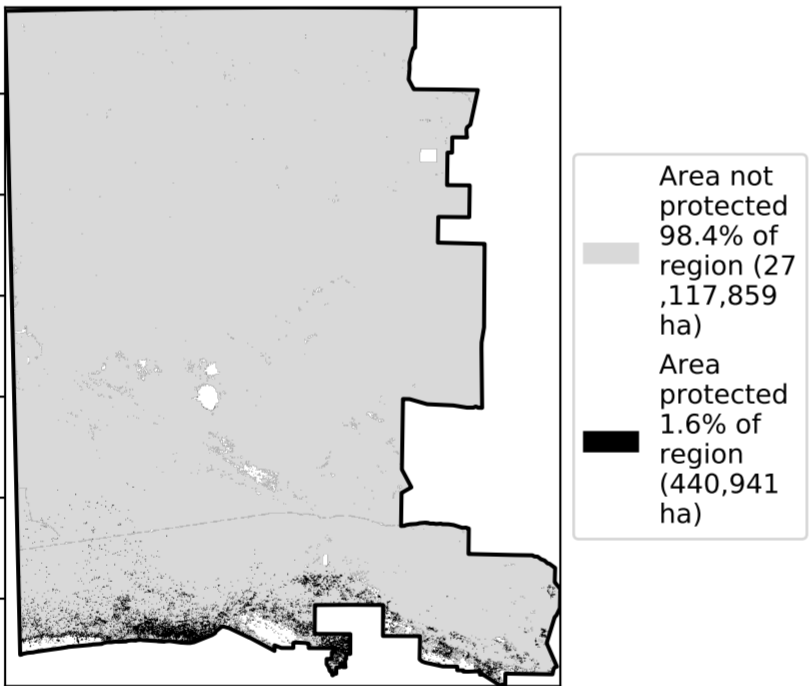 Area not
protected
98.4% of
region (27
,117,859
ha)
Area
protected
1.6% of
region
(440,941
ha)